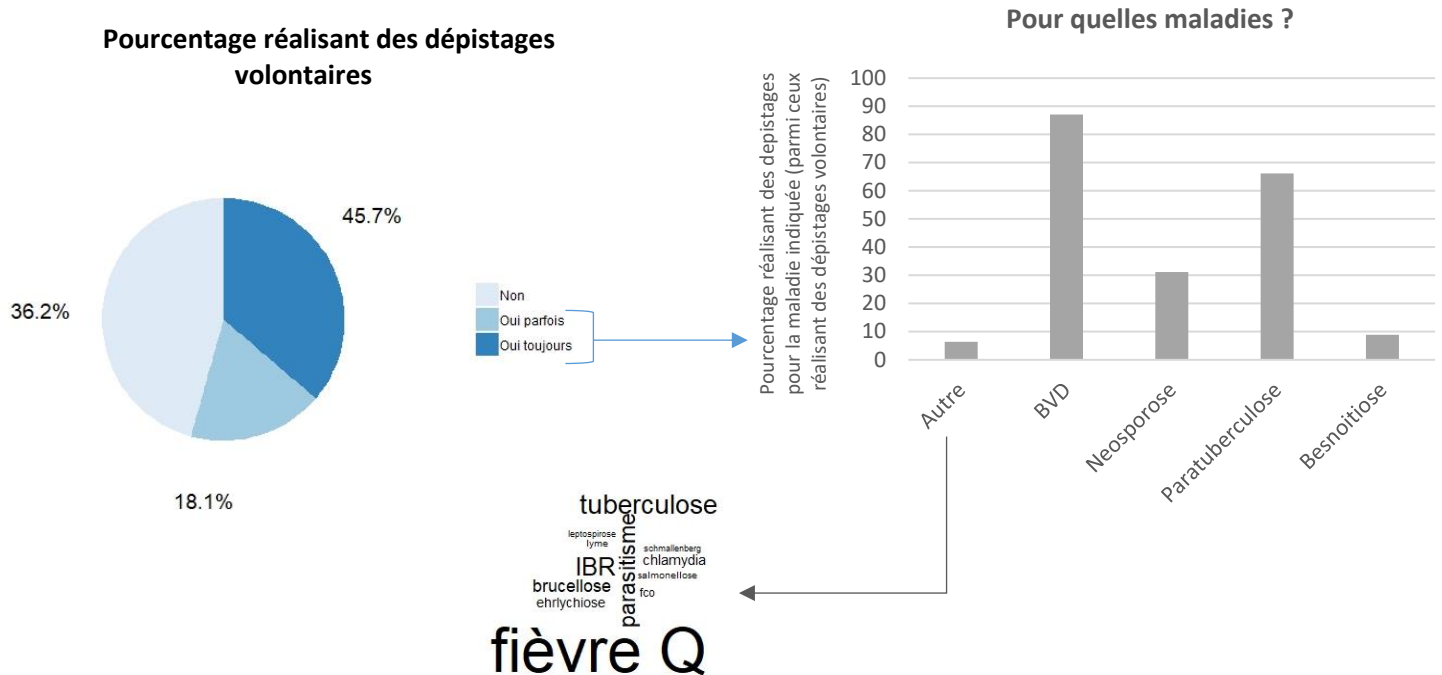 Pourcentage réalisant des dépistages
volontaires
45.7%
36.2%
18.1%
Non
Oui parfois
Oui toujours
Pour quelles maladies ?
Pourcentage réalisant des depistages
pour la maladie indiquée (parmi ceux
réalisant des dépistages volontaires)
100
90
80
70
60
50
40
30
20
10
0
Autre
BVD
Neosporose
Paratuberculose
Besnoitiose
tuberculose
leptospirose
lyme
parasitisme
schmallenberg
IBR
chlamydia
salmonellose
brucellose
fco
ehrlychiose
fièvre Q